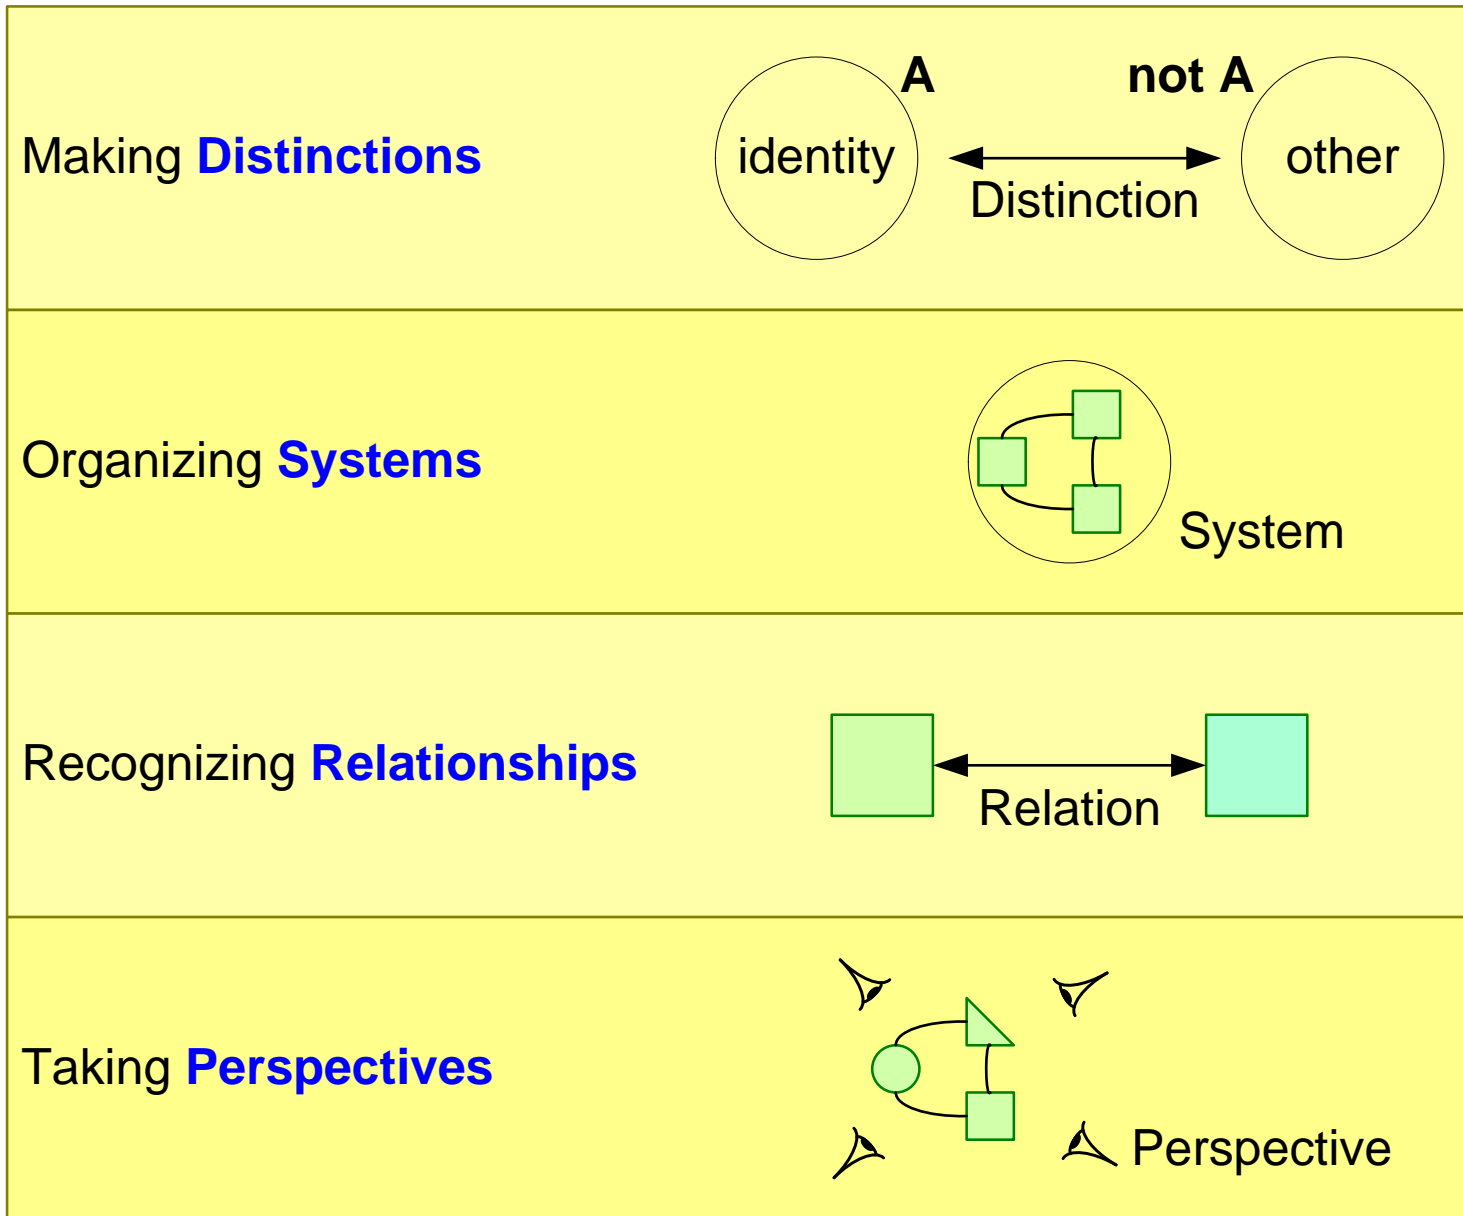 A
not A
Making Distinctions
identity
other
Distinction
Organizing Systems
System
Recognizing Relationships
Relation
Taking Perspectives
Perspective